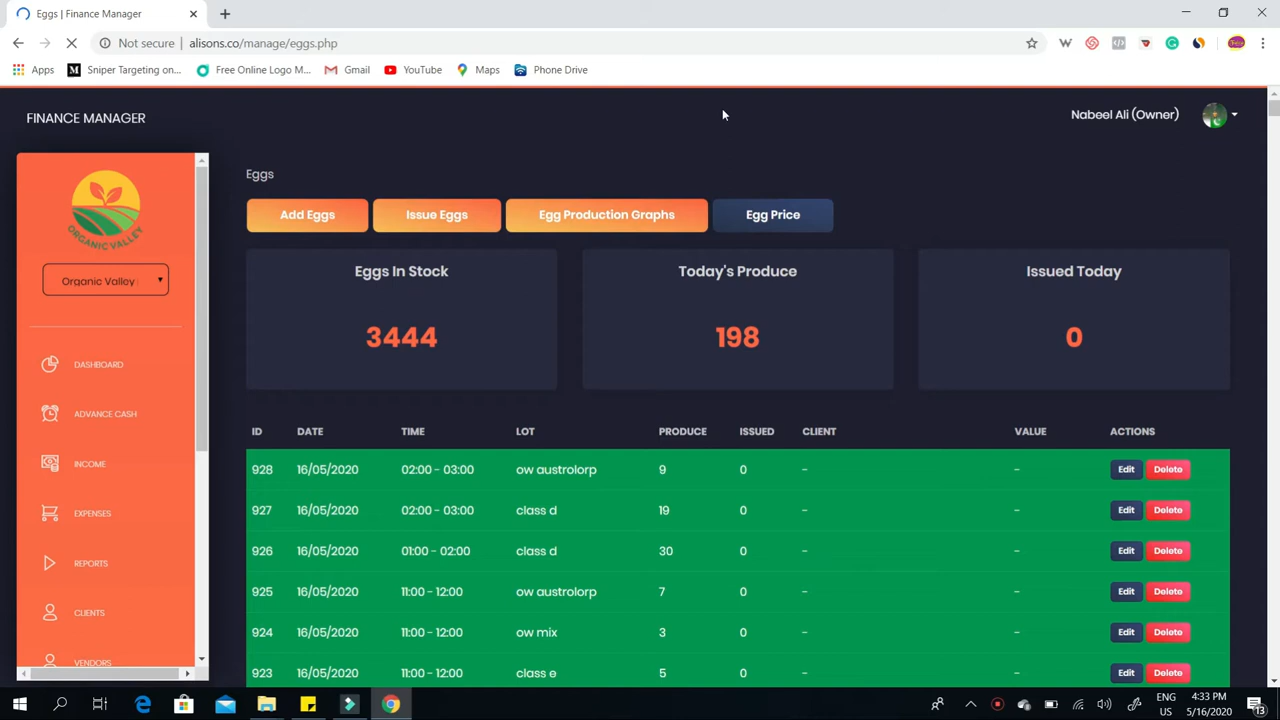 Eggs | Finance Manager
Not secure | alisons.co/manage/eggs.php
Apps Sniper Targeting on... Free Online Logo M... Gmail YouTube Maps Phone Drive
FINANCE MANAGER
Nabeel Ali (Owner)
ORGANIC VALLEY
Organic Valley
DASHBOARD
ADVANCE CASH
INCOME
EXPENSES
REPORTS
CLIENTS
VENDORS
Eggs
Add Eggs Issue Eggs Egg Production Graphs Egg Price
Eggs In Stock Today's Produce Issued Today
3444 198 0
ID DATE TIME LOT PRODUCE ISSUED CLIENT VALUE ACTIONS
928 16/05/2020 02:00 - 03:00 ow austrolorp 9 0 - - Edit Delete
927 16/05/2020 02:00 - 03:00 class d 19 0 - - Edit Delete
926 16/05/2020 01:00 - 02:00 class d 30 0 - - Edit Delete
925 16/05/2020 11:00 - 12:00 ow austrolorp 7 0 - - Edit Delete
924 16/05/2020 11:00 - 12:00 ow mix 3 0 - - Edit Delete
923 16/05/2020 11:00 - 12:00 class e 5 0 - - Edit Delete
ENG 4:33 PM
US 5/16/2020
13